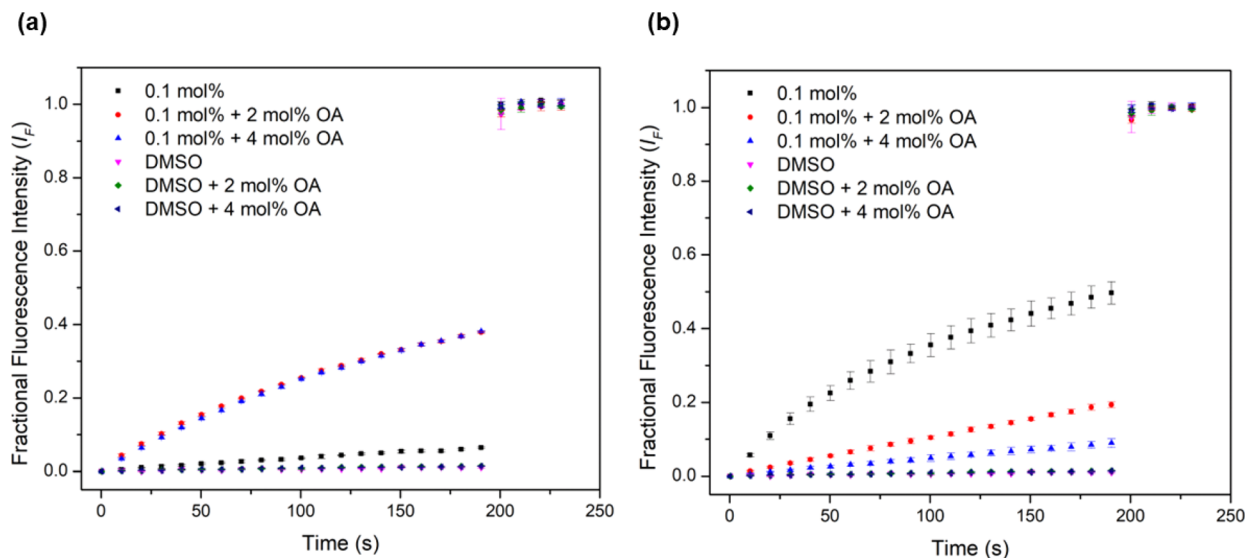 (a)
1.0
0.8
0.6
0.4
0.2
0.0
Fractional Fluorescence Intensity (I_F)
0.1 mol%
0.1 mol% + 2 mol% OA
0.1 mol% + 4 mol% OA
DMSO
DMSO + 2 mol% OA
DMSO + 4 mol% OA
0
50
100
150
200
250
Time (s)
(b)
1.0
0.8
0.6
0.4
0.2
0.0
Fractional Fluorescence Intensity (I_F)
0.1 mol%
0.1 mol% + 2 mol% OA
0.1 mol% + 4 mol% OA
DMSO
DMSO + 2 mol% OA
DMSO + 4 mol% OA
0
50
100
150
200
250
Time (s)